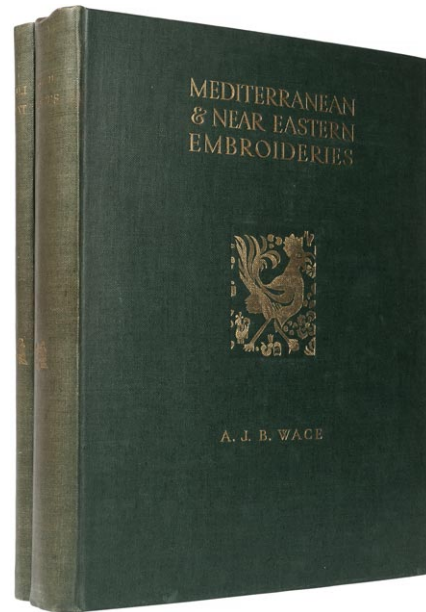 MEDITERRANEAN
& NEAR EASTERN
EMBROIDERIES
A. J. B. WACE